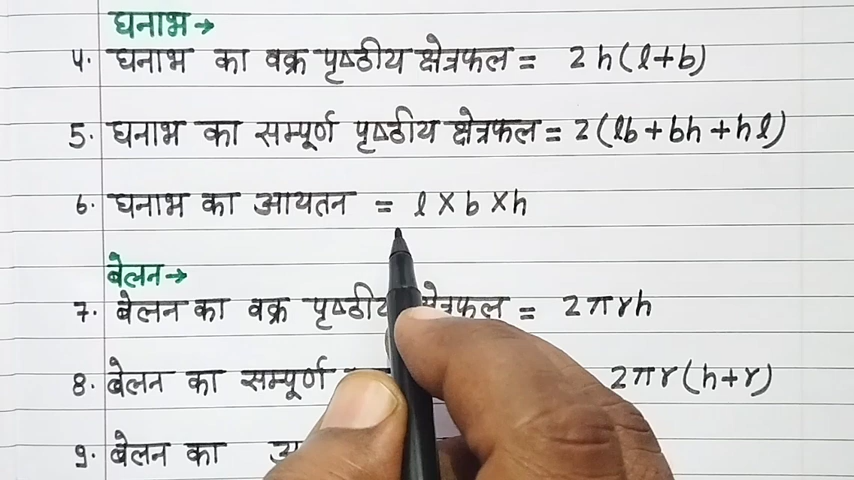 घनाभ→
4. घनाभ का वक्र पृष्ठीय क्षेत्रफल = 2h(l+b)
5. घनाभ का सम्पूर्ण पृष्ठीय क्षेत्रफल = 2(lb+bh+hl)
6. घनाभ का आयतन = l×b×h
बेलन→
7. बेलन का वक्र पृष्ठीय क्षेत्रफल = 2πrh
8. बेलन का सम्पूर्ण 2πr(h+r)
9. बेलन का